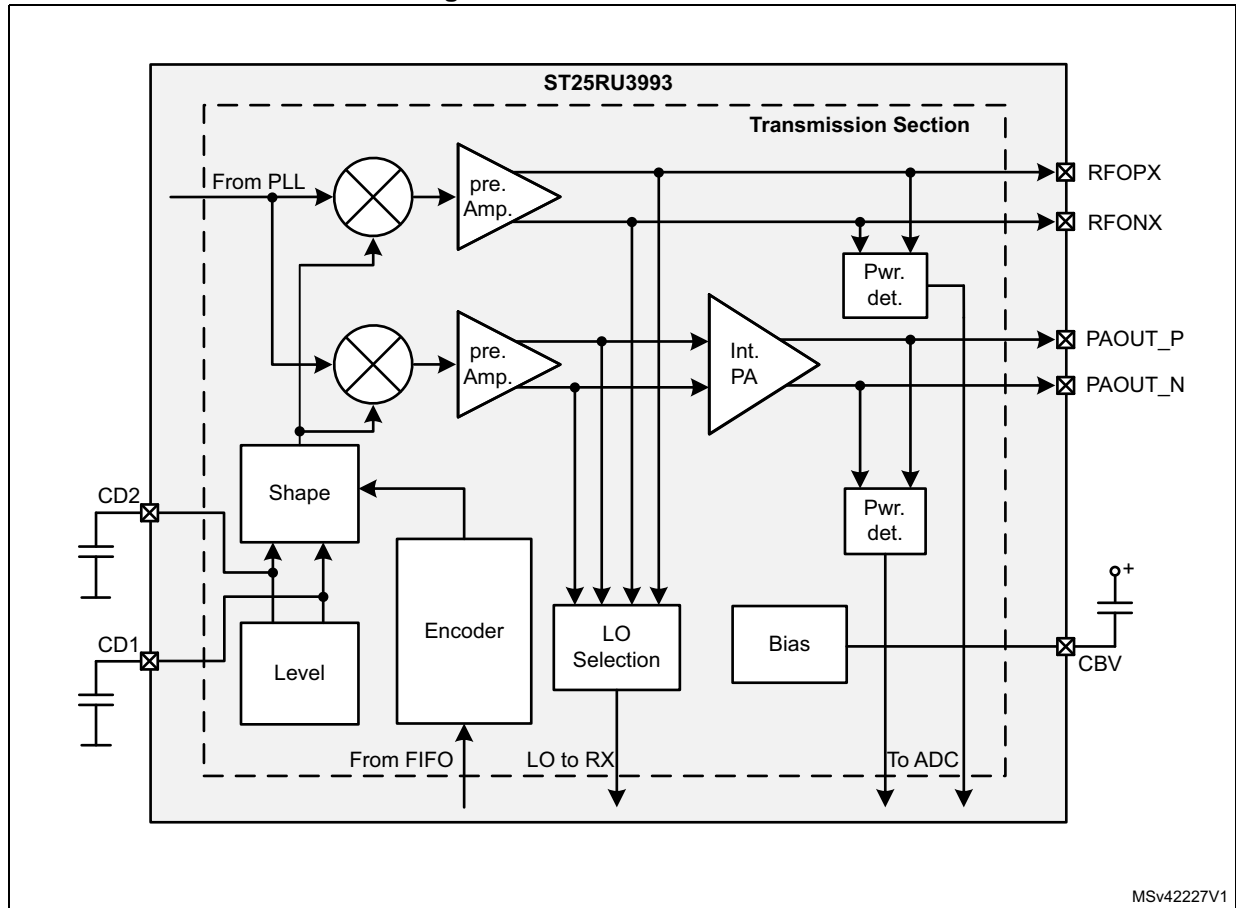 ST25RU3993
Transmission Section
From PLL
pre.
Amp.
RFOPX
RFONX
Pwr.
det.
pre.
Amp.
Int.
PA
PAOUT_P
PAOUT_N
CD2
Shape
Pwr.
det.
Encoder
+
CD1
Level
LO
Selection
Bias
CBV
From FIFO
LO to RX
To ADC
MSv42227V1